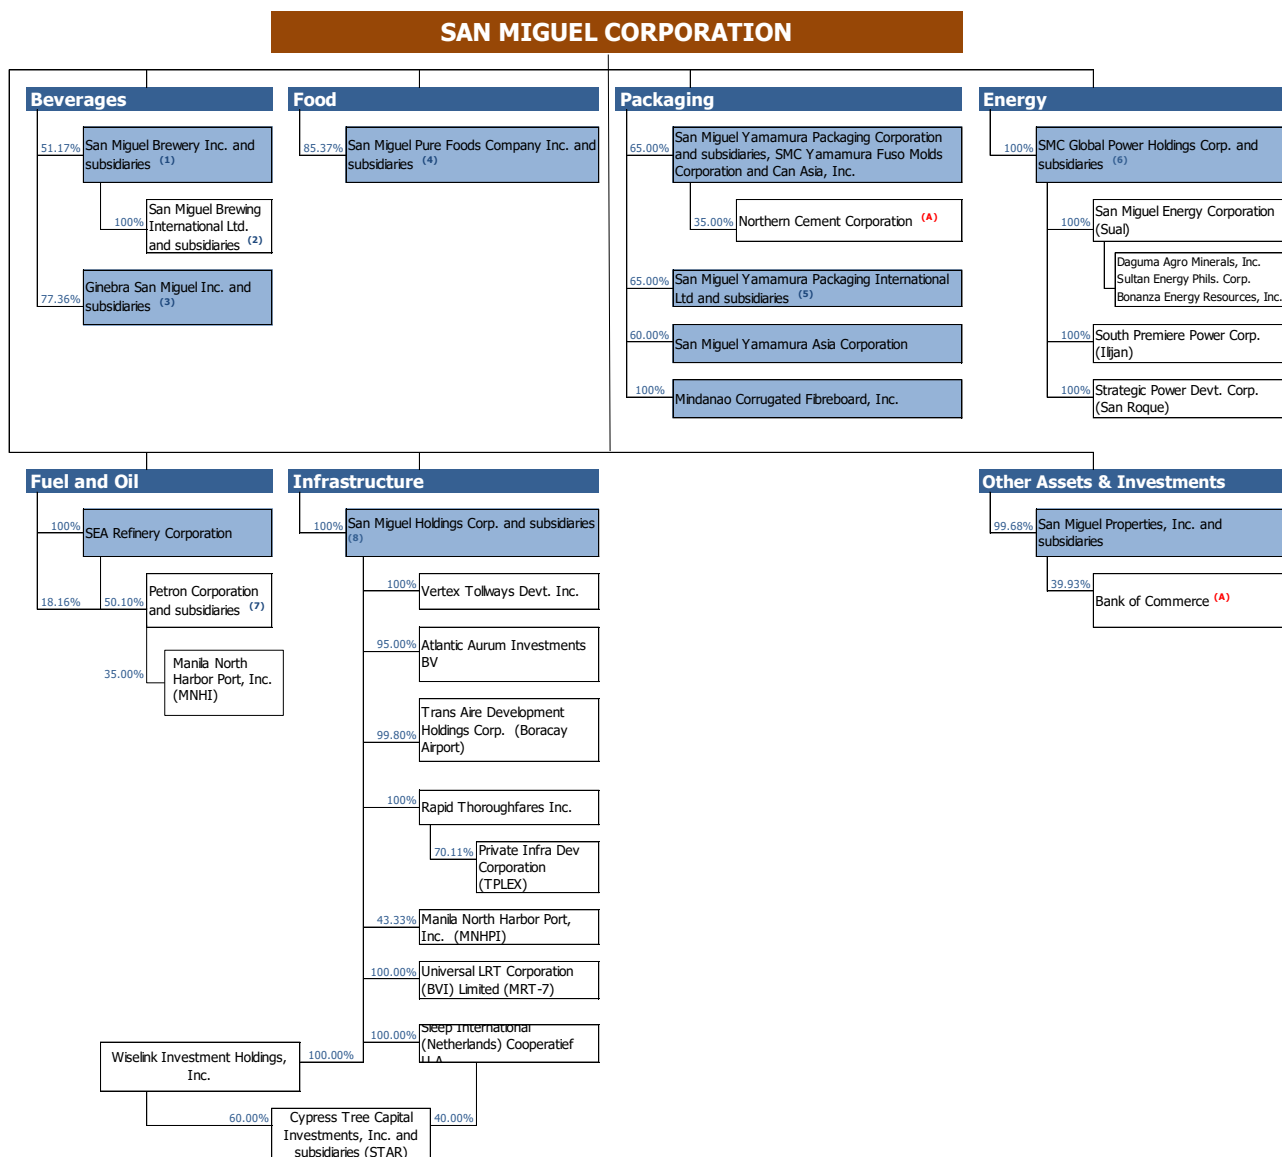 SAN MIGUEL CORPORATION
Beverages
51.17%
San Miguel Brewery Inc. and
subsidiaries (1)
100%
San Miguel Brewing
International Ltd.
and subsidiaries (2)
77.36%
Ginebra San Miguel Inc. and
subsidiaries (3)
Food
85.37%
San Miguel Pure Foods Company Inc. and
subsidiaries (4)
Packaging
65.00%
San Miguel Yamamura Packaging Corporation
and subsidiaries, SMC Yamamura Fuso Molds
Corporation and Can Asia, Inc.
35.00%
Northern Cement Corporation (A)
65.00%
San Miguel Yamamura Packaging International
Ltd and subsidiaries (5)
60.00%
San Miguel Yamamura Asia Corporation
100%
Mindanao Corrugated Fibreboard, Inc.
Energy
100%
SMC Global Power Holdings Corp. and
subsidiaries (6)
100%
San Miguel Energy Corporation
(Sual)
Daguma Agro Minerals, Inc.
Sultan Energy Phils. Corp.
Bonanza Energy Resources, Inc.
100%
South Premiere Power Corp.
(Ilijan)
100%
Strategic Power Devt. Corp.
(San Roque)
Fuel and Oil
100%
SEA Refinery Corporation
18.16%
50.10%
Petron Corporation
and subsidiaries (7)
35.00%
Manila North
Harbor Port, Inc.
(MNHI)
Infrastructure
100%
San Miguel Holdings Corp. and subsidiaries
(8)
100%
Vertex Tollways Devt. Inc.
95.00%
Atlantic Aurum Investments
BV
99.80%
Trans Aire Development
Holdings Corp. (Boracay
Airport)
100%
Rapid Thoroughfares Inc.
70.11%
Private Infra Dev
Corporation
(TPLEX)
43.33%
Manila North Harbor Port,
Inc. (MNHPI)
100.00%
Universal LRT Corporation
(BVI) Limited (MRT-7)
100.00%
Sleep International
(Netherlands) Cooperatief
U.A.
Wiselink Investment Holdings,
Inc.
100.00%
60.00%
Cypress Tree Capital
Investments, Inc. and
subsidiaries (STAR)
40.00%
Other Assets & Investments
99.68%
San Miguel Properties, Inc. and
subsidiaries
39.93%
Bank of Commerce (A)